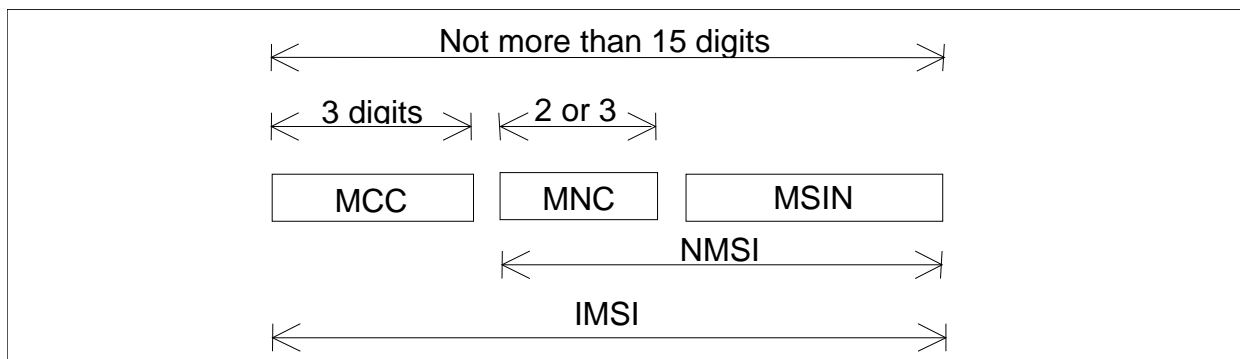 Not more than 15 digits
3 digits
2 or 3
MCC
MNC
MSIN
NMSI
IMSI